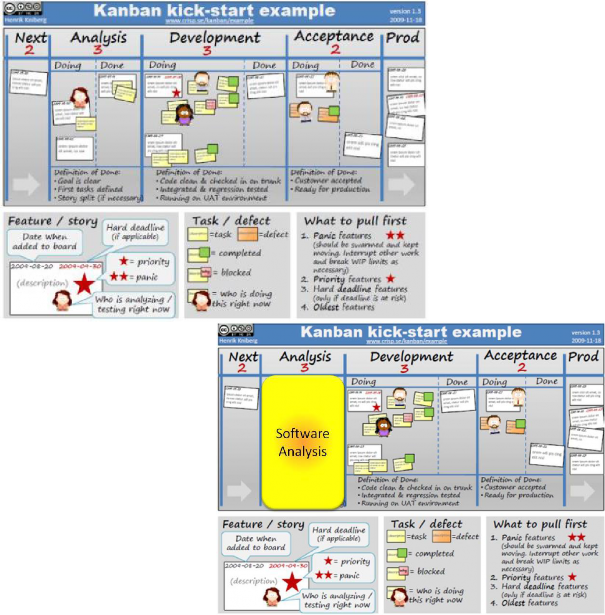 Kanban kick-start example
Henrik Kniberg
www.crisp.se/kanban/example
version 1.3
2009-11-18
Next
2
Analysis
3
Development
3
Acceptance
2
Prod
Doing
Done
Doing
Done
Doing
Done
Definition of Done:
• Goal is clear
• First tasks defined
• Story split (if necessary)
Definition of Done:
• Code clean & checked in on trunk
• Integrated & regression tested
• Running on UAT environment
Definition of Done:
• Customer accepted
• Ready for production
Feature / story
Date when
added to board
Hard deadline
(if applicable)
2009-08-20
2009-09-30
(description)
= priority
= panic
Who is analyzing /
testing right now
Task / defect
=task
=defect
= completed
= blocked
= who is doing
this right now
What to pull first
1. Panic features
(should be swarmed and kept
moving. Interrupt other work
and break WIP limits as
necessary)
2. Priority features
3. Hard deadline features
(only if deadline is at risk)
4. Oldest features
Kanban kick-start example
Henrik Kniberg
www.crisp.se/kanban/example
version 1.3
2009-11-18
Next
2
Analysis
3
Development
3
Acceptance
2
Prod
Software
Analysis
Doing
Done
Doing
Done
Definition of Done:
• Code clean & checked in on trunk
• Integrated & regression tested
• Running on UAT environment
Definition of Done:
• Customer accepted
• Ready for production
Feature / story
Date when
added to board
Hard deadline
(if applicable)
2009-08-20
2009-09-30
(description)
= priority
= panic
Who is analyzing /
testing right now
Task / defect
=task
=defect
= completed
= blocked
= who is doing
this right now
What to pull first
1. Panic features
(should be swarmed and kept
moving. Interrupt other work
and break WIP limits as
necessary)
2. Priority features
3. Hard deadline features
(only if deadline is at risk)
4. Oldest features